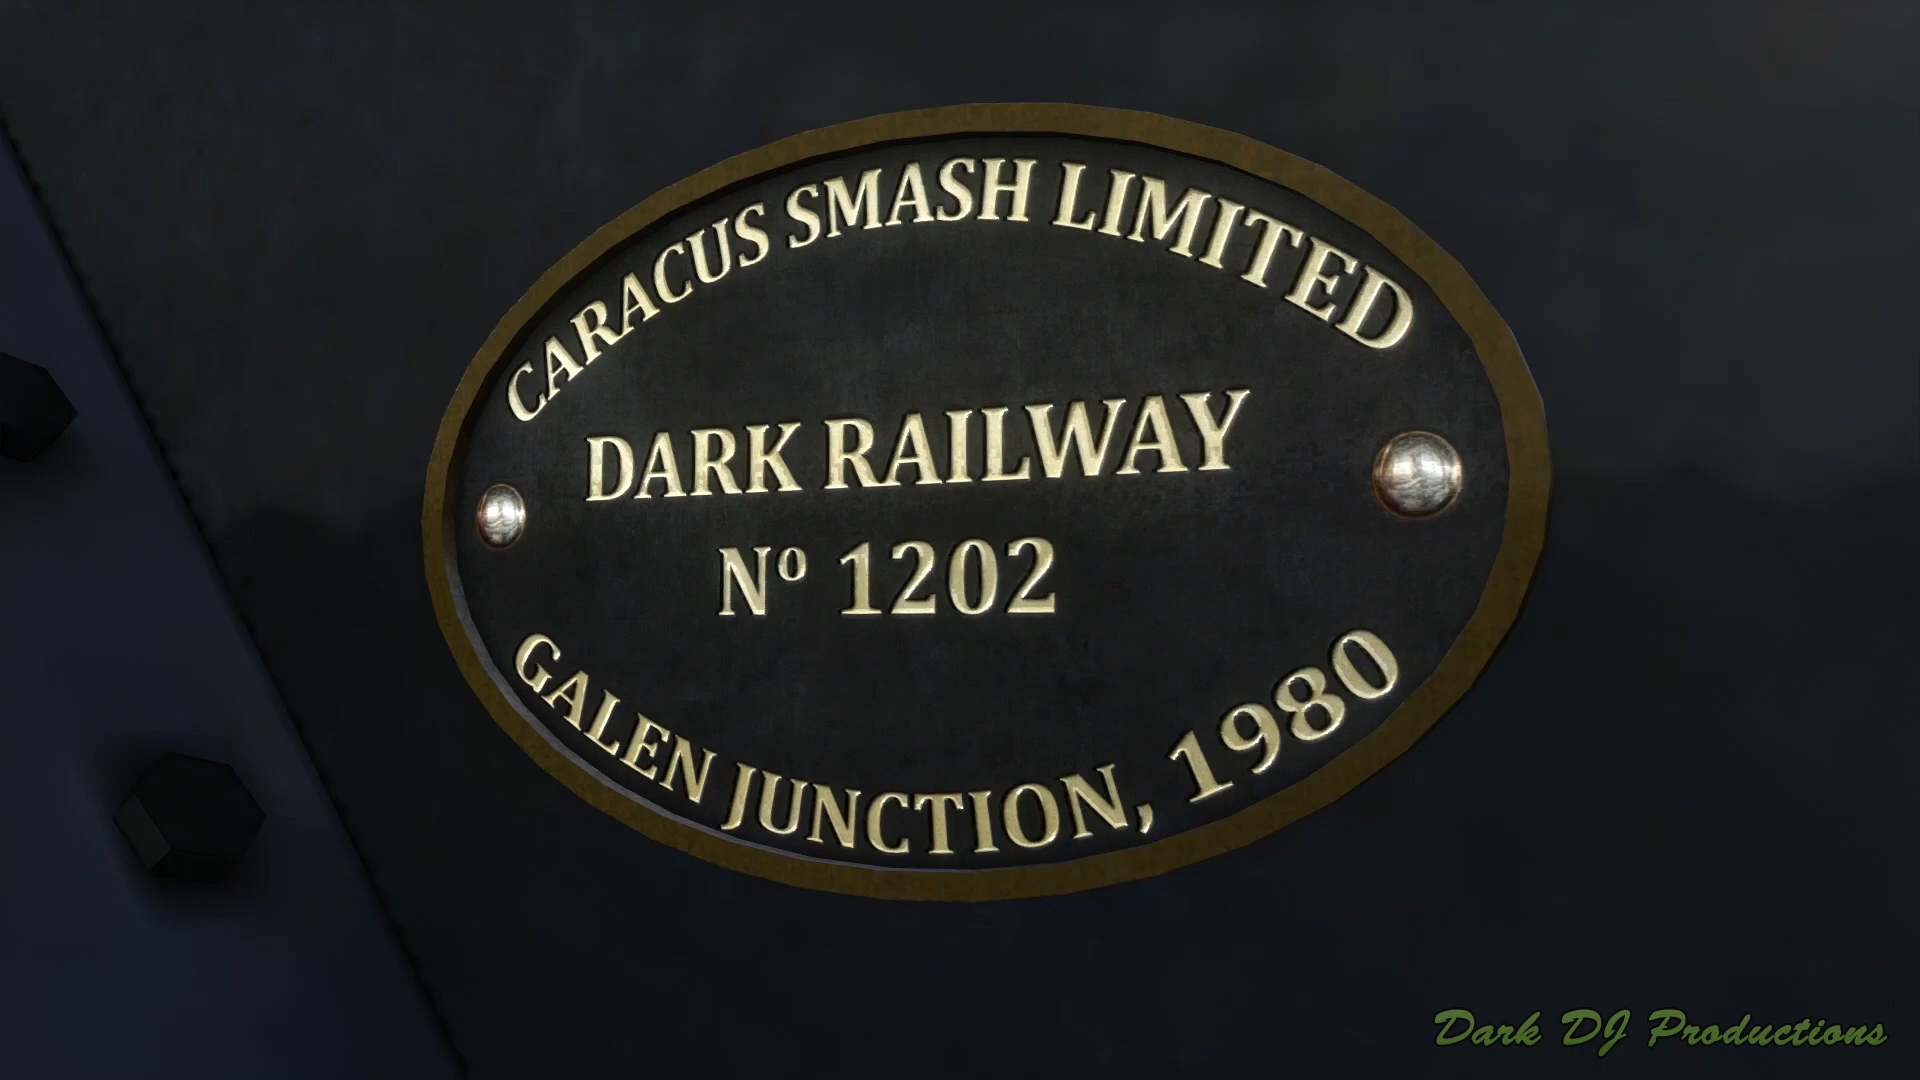 CARACUS SMASH LIMITED
DARK RAILWAY
Nº 1202
GALEN JUNCTION, 1980
Dark DJ Productions